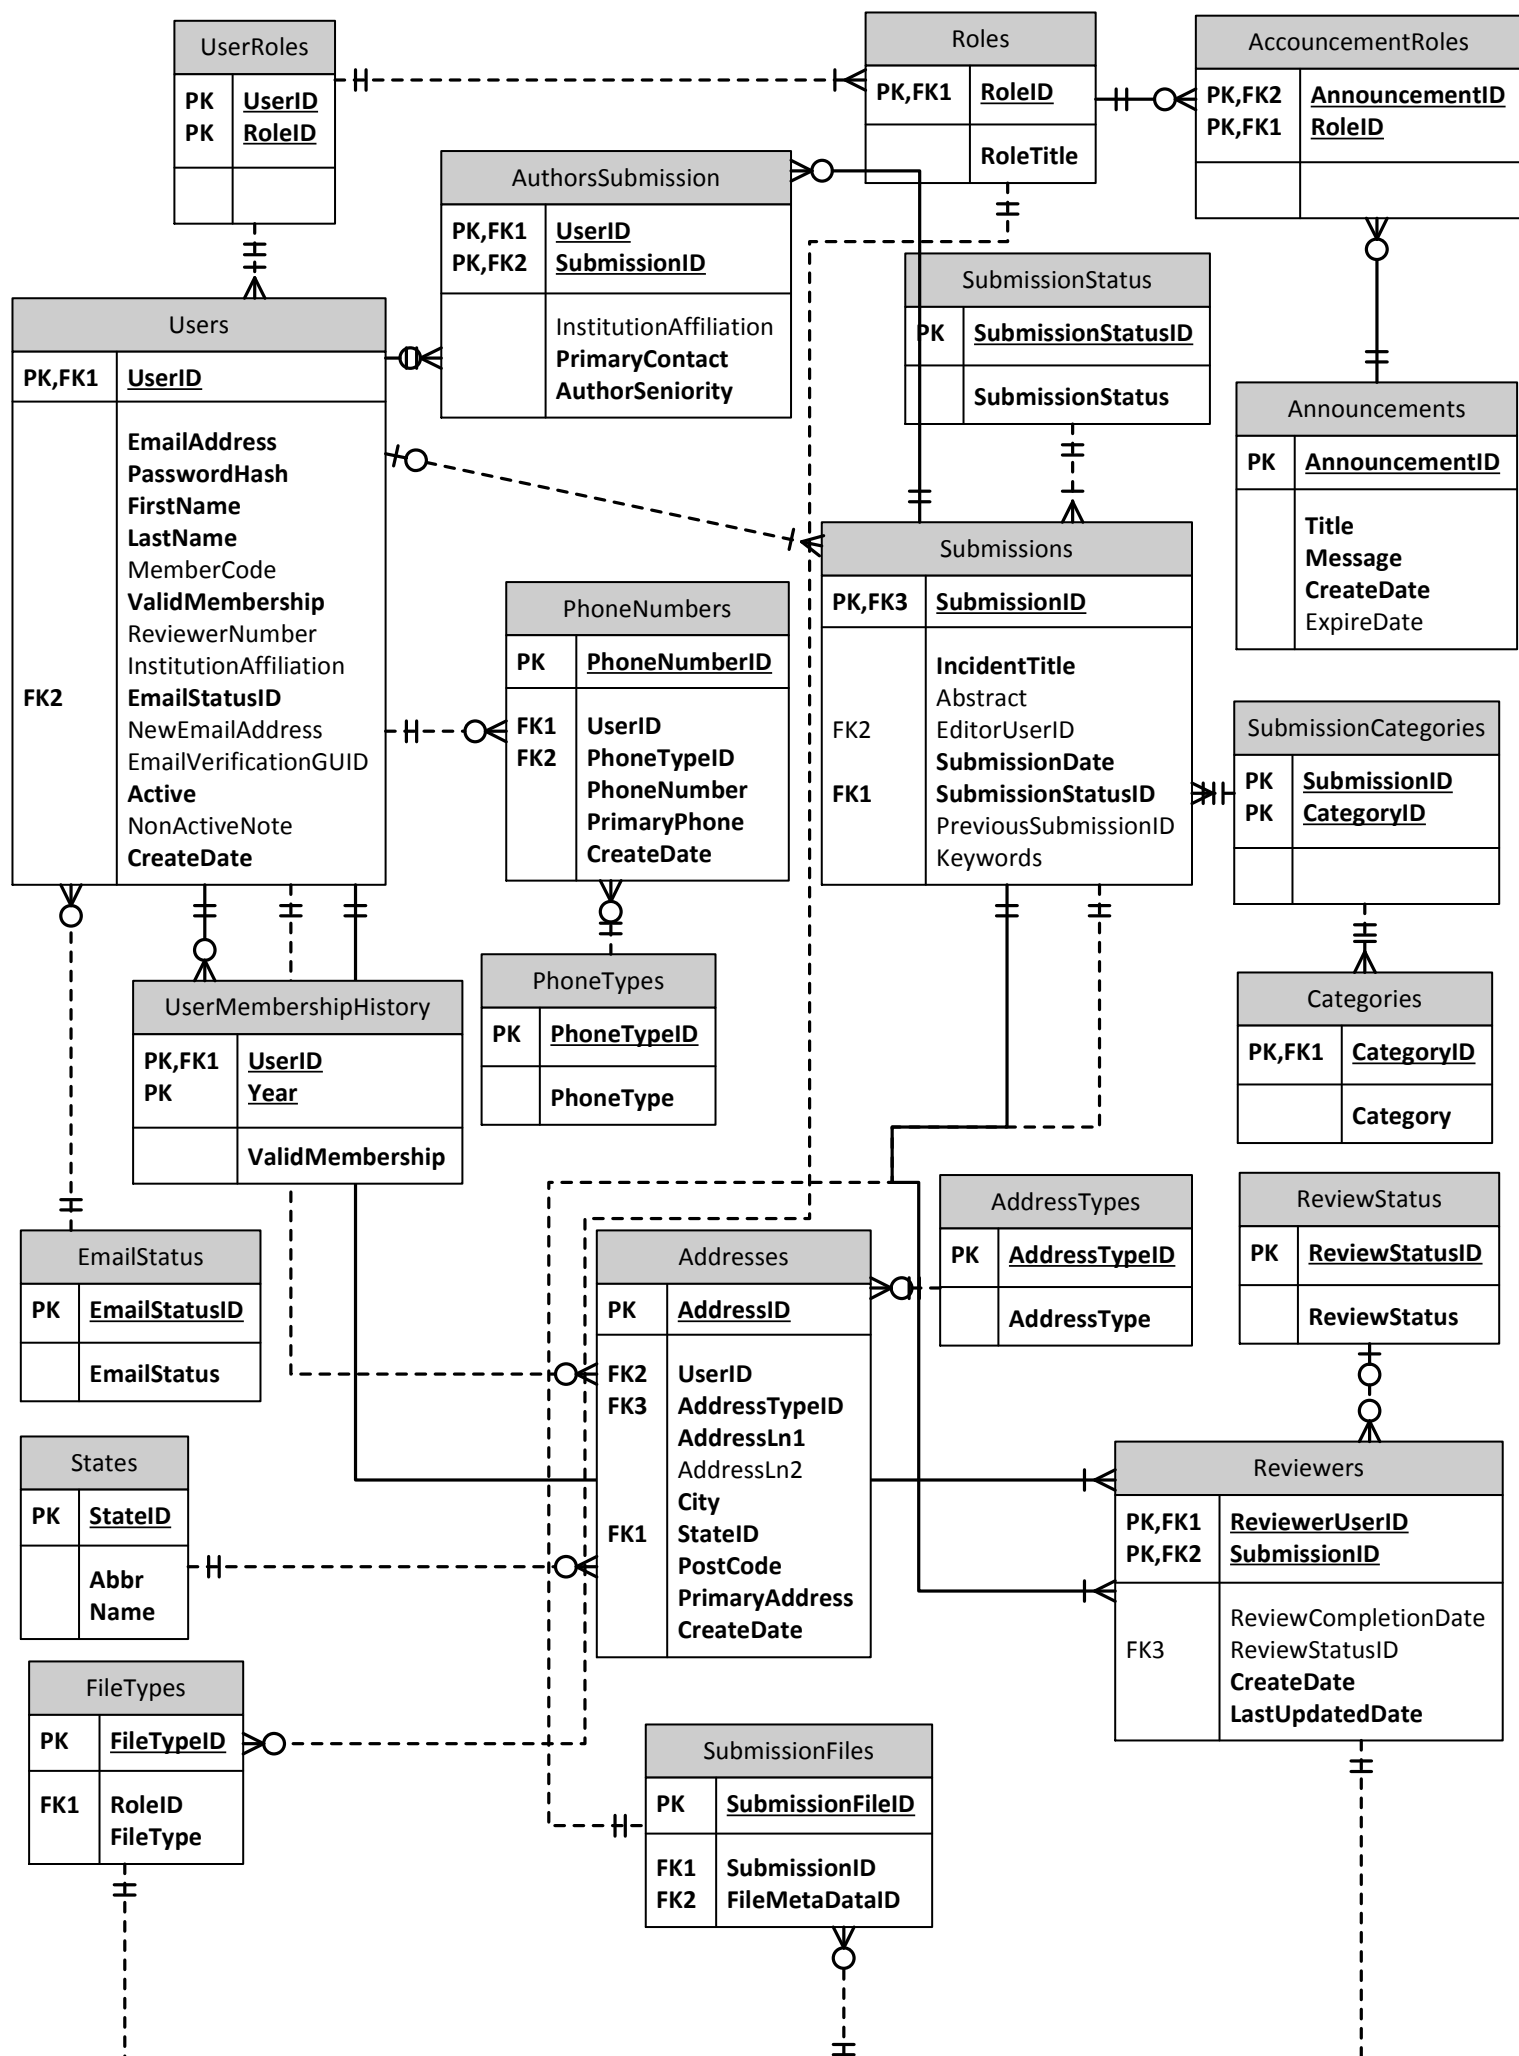 UserRoles
PK UserID
PK RoleID
Roles
PK,FK1 RoleID
RoleTitle
AccouncementRoles
PK,FK2 AnnouncementID
PK,FK1 RoleID
AuthorsSubmission
PK,FK1 UserID
PK,FK2 SubmissionID
InstitutionAffiliation
PrimaryContact
AuthorSeniority
SubmissionStatus
PK SubmissionStatusID
SubmissionStatus
Users
PK,FK1 UserID
EmailAddress
PasswordHash
FirstName
LastName
MemberCode
ValidMembership
ReviewerNumber
InstitutionAffiliation
FK2 EmailStatusID
NewEmailAddress
EmailVerificationGUID
Active
NonActiveNote
CreateDate
Announcements
PK AnnouncementID
Title
Message
CreateDate
ExpireDate
Submissions
PK,FK3 SubmissionID
IncidentTitle
Abstract
FK2 EditorUserID
SubmissionDate
FK1 SubmissionStatusID
PreviousSubmissionID
Keywords
PhoneNumbers
PK PhoneNumberID
FK1 UserID
FK2 PhoneTypeID
PhoneNumber
PrimaryPhone
CreateDate
SubmissionCategories
PK SubmissionID
PK CategoryID
PhoneTypes
PK PhoneTypeID
PhoneType
UserMembershipHistory
PK,FK1 UserID
PK Year
ValidMembership
Categories
PK,FK1 CategoryID
Category
AddressTypes
PK AddressTypeID
AddressType
ReviewStatus
PK ReviewStatusID
ReviewStatus
EmailStatus
PK EmailStatusID
EmailStatus
Addresses
PK AddressID
FK2 UserID
FK3 AddressTypeID
AddressLn1
AddressLn2
City
FK1 StateID
PostCode
PrimaryAddress
CreateDate
States
PK StateID
Abbr
Name
Reviewers
PK,FK1 ReviewerUserID
PK,FK2 SubmissionID
ReviewCompletionDate
FK3 ReviewStatusID
CreateDate
LastUpdatedDate
FileTypes
PK FileTypeID
FK1 RoleID
FileType
SubmissionFiles
PK SubmissionFileID
FK1 SubmissionID
FK2 FileMetaDataID